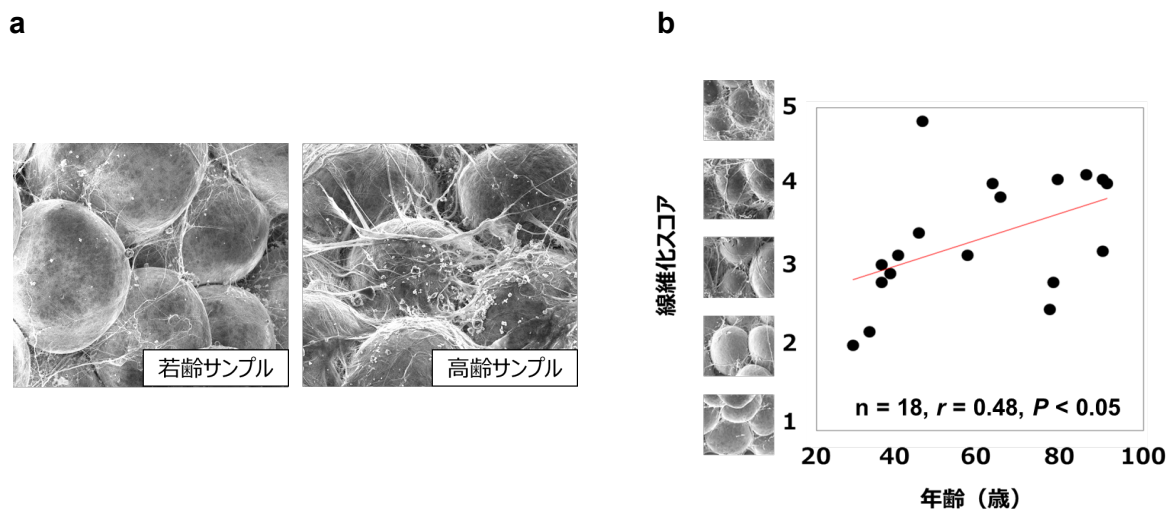 a
若齢サンプル
高齢サンプル
b
線維化スコア
5
4
3
2
1
n = 18, r = 0.48, P < 0.05
20 40 60 80 100
年齢（歳）